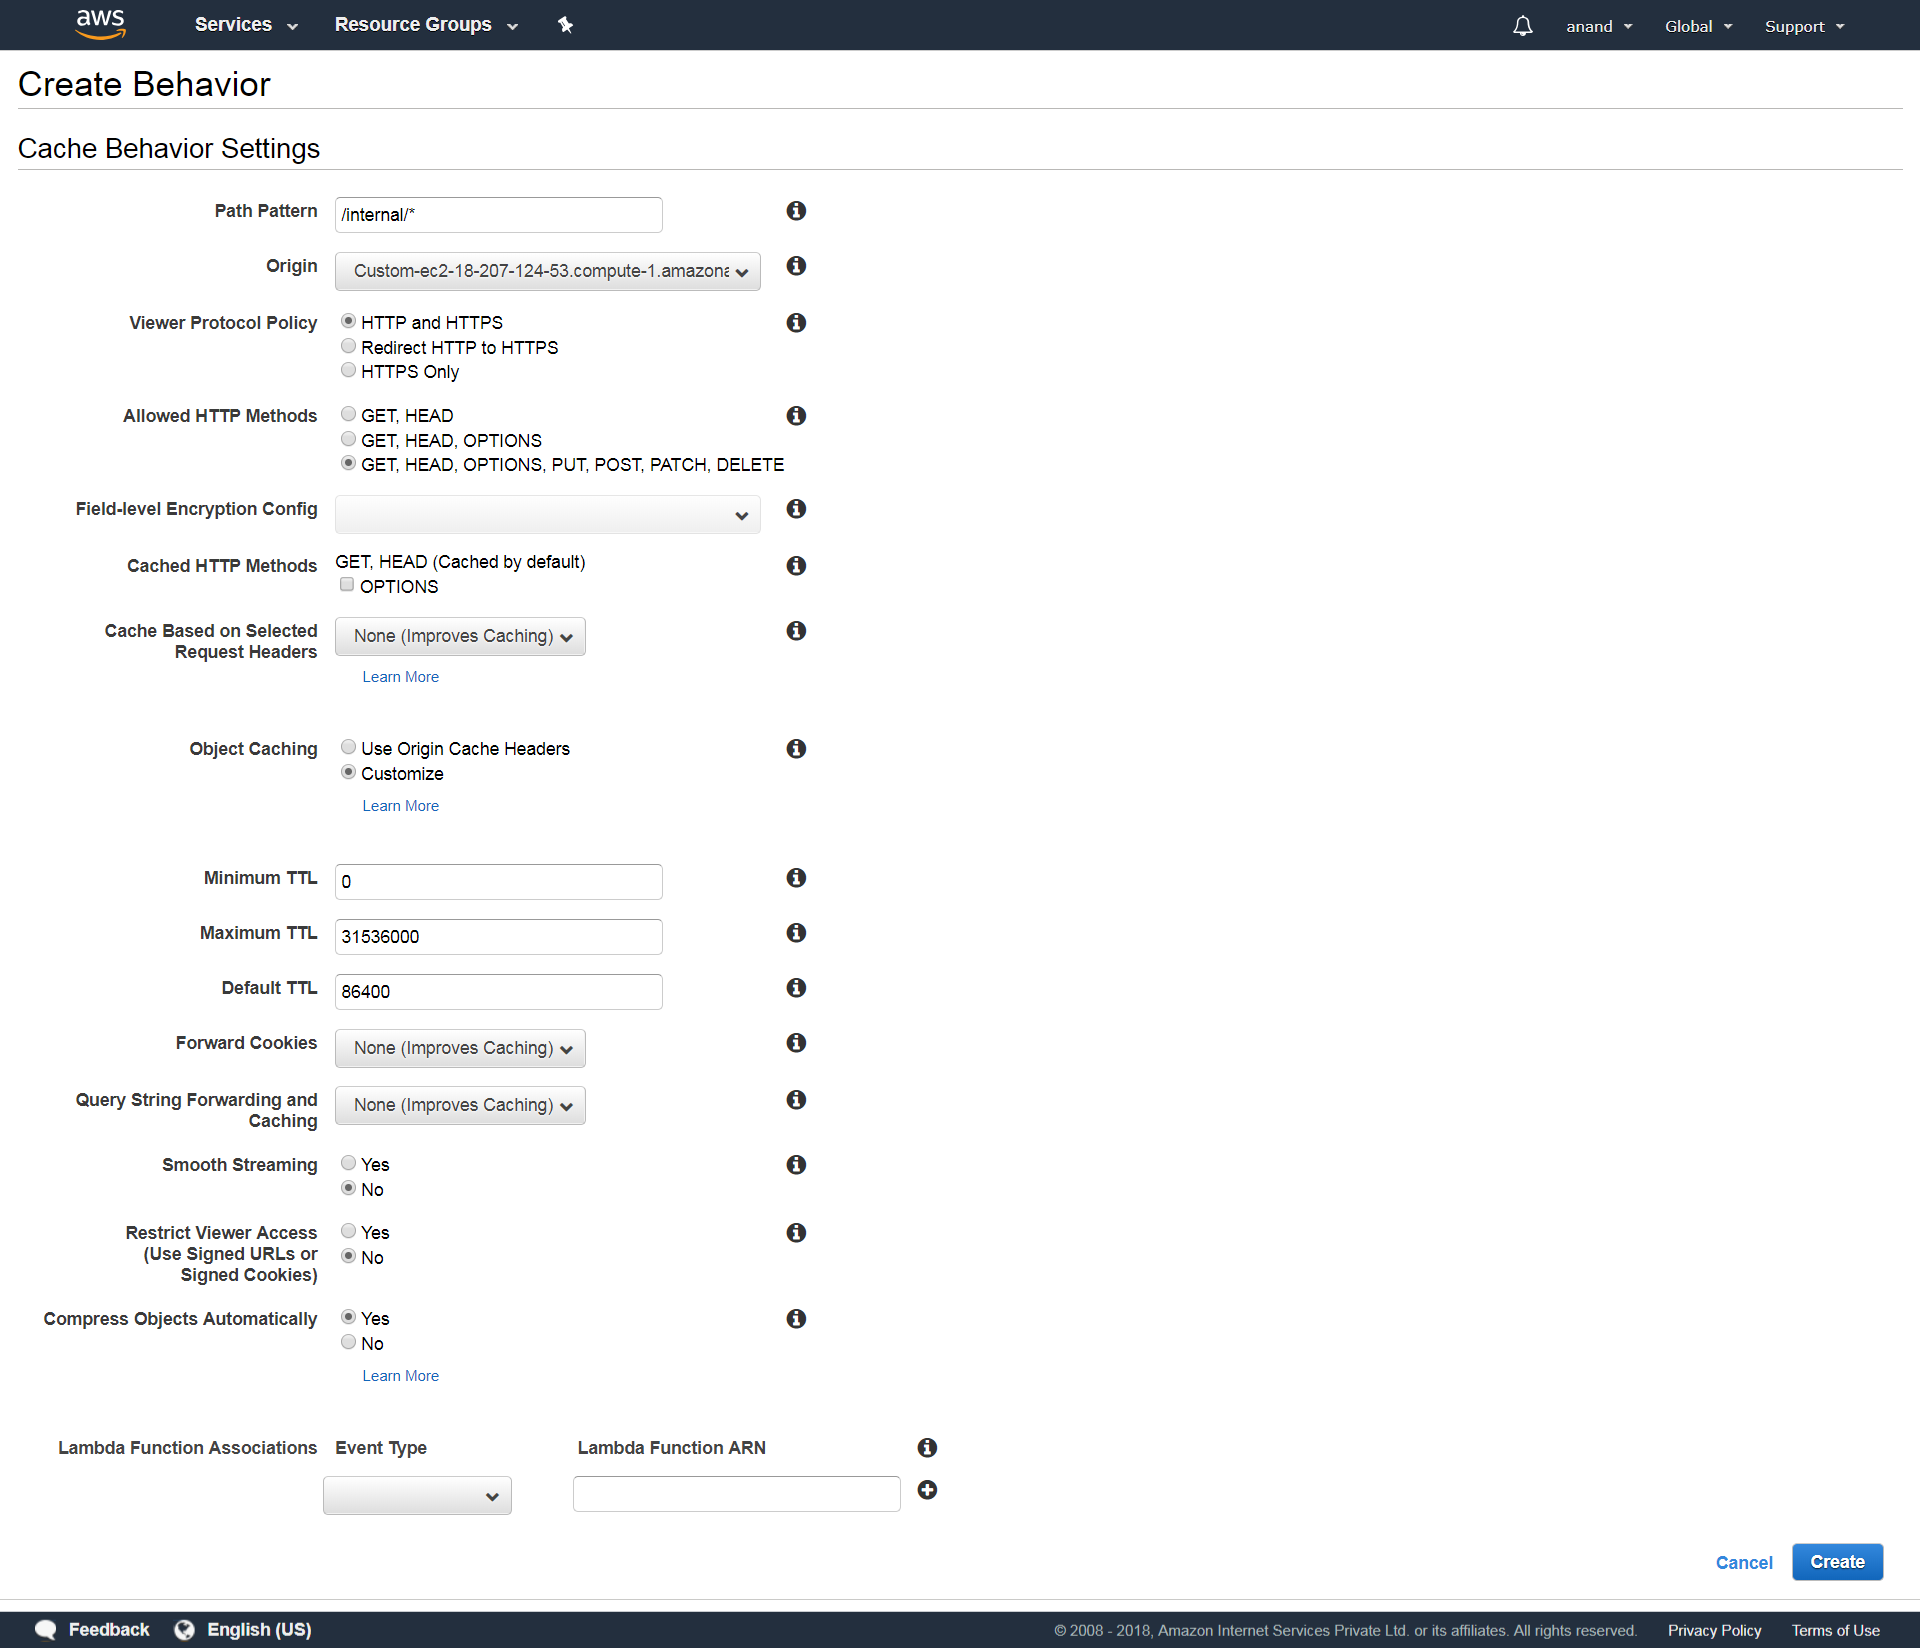 aws Services Resource Groups anand Global Support
Create Behavior
Cache Behavior Settings
Path Pattern /internal/*
Origin Custom-ec2-18-207-124-53.compute-1.amazona
Viewer Protocol Policy HTTP and HTTPS
Redirect HTTP to HTTPS
HTTPS Only
Allowed HTTP Methods GET, HEAD
GET, HEAD, OPTIONS
GET, HEAD, OPTIONS, PUT, POST, PATCH, DELETE
Field-level Encryption Config
Cached HTTP Methods GET, HEAD (Cached by default)
OPTIONS
Cache Based on Selected Request Headers None (Improves Caching)
Learn More
Object Caching Use Origin Cache Headers
Customize
Learn More
Minimum TTL 0
Maximum TTL 31536000
Default TTL 86400
Forward Cookies None (Improves Caching)
Query String Forwarding and Caching None (Improves Caching)
Smooth Streaming Yes
No
Restrict Viewer Access Yes
(Use Signed URLs or No
Signed Cookies)
Compress Objects Automatically Yes
No
Learn More
Lambda Function Associations Event Type Lambda Function ARN
Cancel Create
Feedback English (US) © 2008 - 2018, Amazon Internet Services Private Ltd. or its affiliates. All rights reserved. Privacy Policy Terms of Use